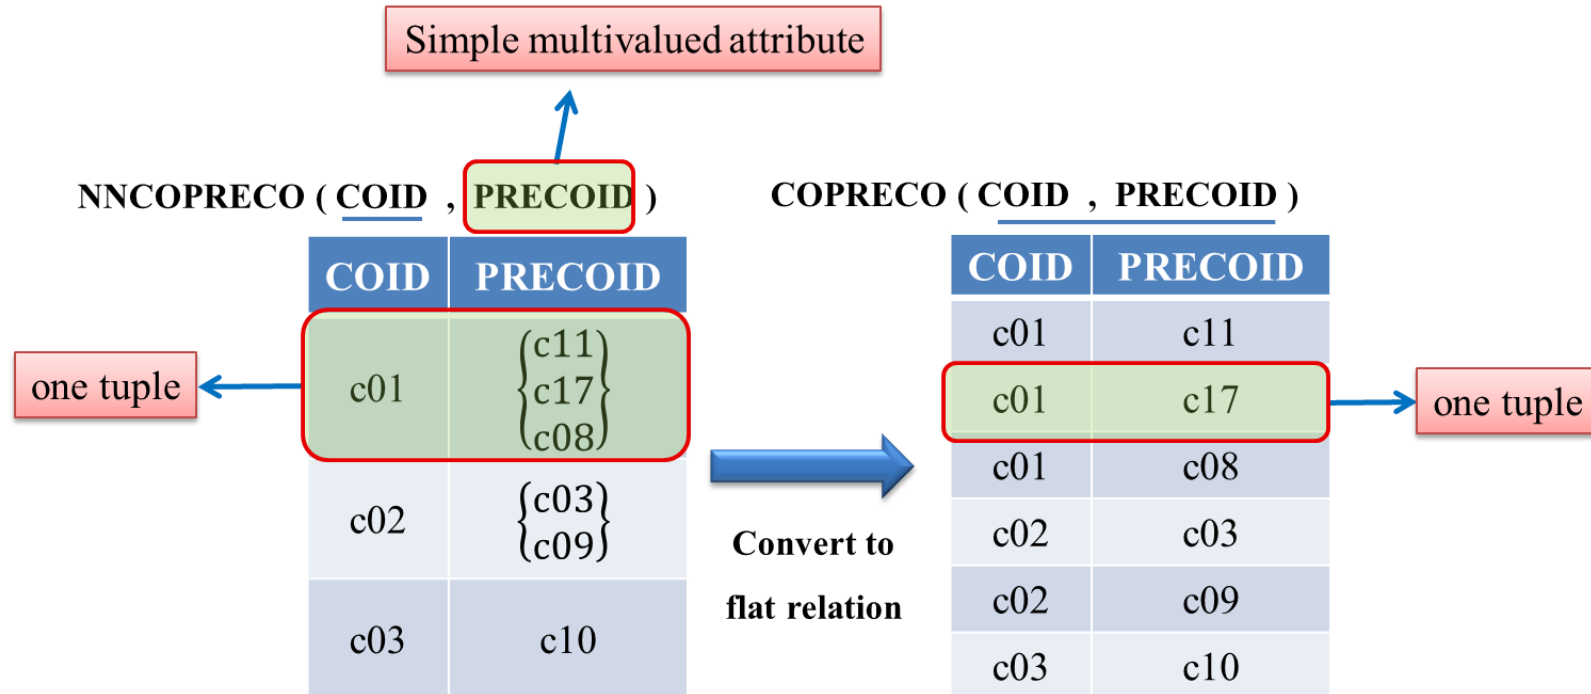 Simple multivalued attribute
NNCOPRECO ( COID , PRECOID )
COID PRECOID
one tuple
c01 {c11 c17 c08}
c02 {c03 c09}
c03 c10
Convert to
flat relation
COPRECO ( COID , PRECOID )
COID PRECOID
c01 c11
c01 c17
one tuple
c01 c08
c02 c03
c02 c09
c03 c10